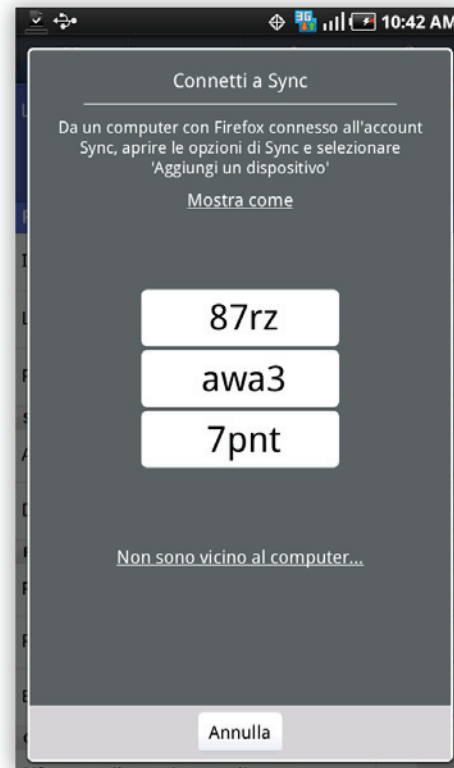 3G 10:42 AM
Connetti a Sync
Da un computer con Firefox connesso all'account
Sync, aprire le opzioni di Sync e selezionare
'Aggiungi un dispositivo'
Mostra come
87rz
awa3
7pnt
Non sono vicino al computer...
Annulla